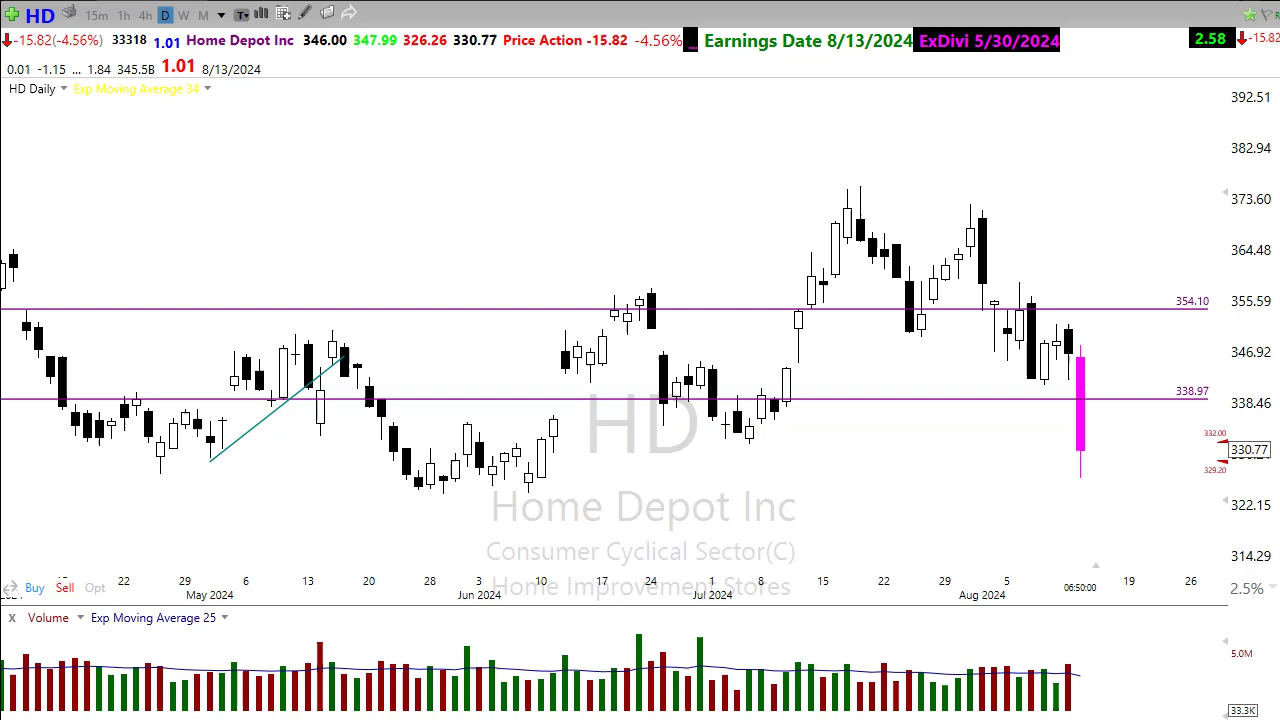 HD 15m 1h 4h D W M T
-15.82(-4.56%) 33318 1.01 Home Depot Inc 346.00 347.99 326.26 330.77 Price Action -15.82 -4.56% ... Earnings Date 8/13/2024 ExDivi 5/30/2024 2.58 -15.82
0.01 -1.15 ... 1.84 345.5B 1.01 8/13/2024
HD Daily Exp Moving Average 34
392.51
382.94
373.60
364.48
354.10 355.59
346.92
338.97
338.46
HD
332.00
330.77
329.20
Home Depot Inc
322.15
Consumer Cyclical Sector(C)
314.29
Home Improvement Stores
Buy Sell Opt
22 29 6 13 20 28 3 10 17 24 1 8 15 22 29 5 06:50:00 19 26
May 2024 Jun 2024 Jul 2024 Aug 2024
2.5%
X Volume Exp Moving Average 25
5.0M
33.3K